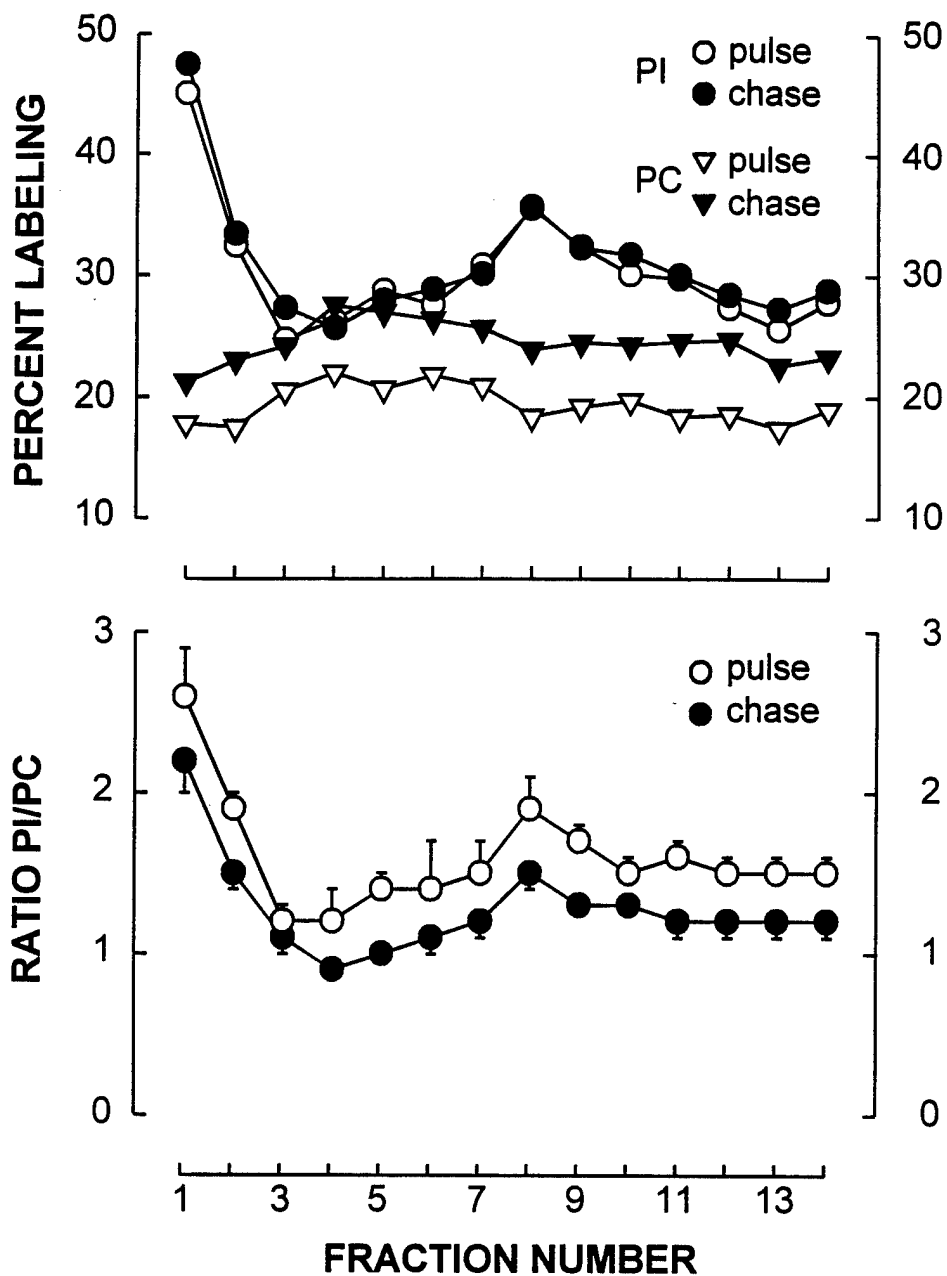 PERCENT LABELING
50
40
30
20
10
PI
pulse
chase
PC
pulse
chase
50
40
30
20
10
RATIO PI/PC
3
2
1
0
pulse
chase
3
2
1
0
1 3 5 7 9 11 13
FRACTION NUMBER